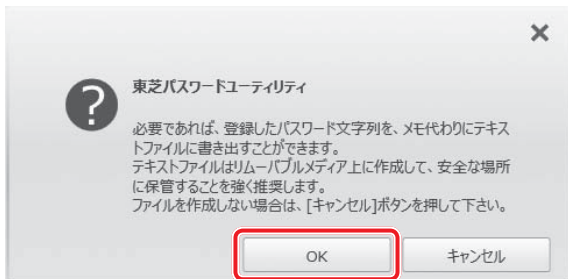 東芝パスワードユーティリティ
必要であれば、登録したパスワード文字列を、メモ代わりにテキス
トファイルに書き出すことができます。
テキストファイルはリムーバブルメディア上に作成して、安全な場所
に保管することを強く推奨します。
ファイルを作成しない場合は、[キャンセル]ボタンを押して下さい。
OK
キャンセル